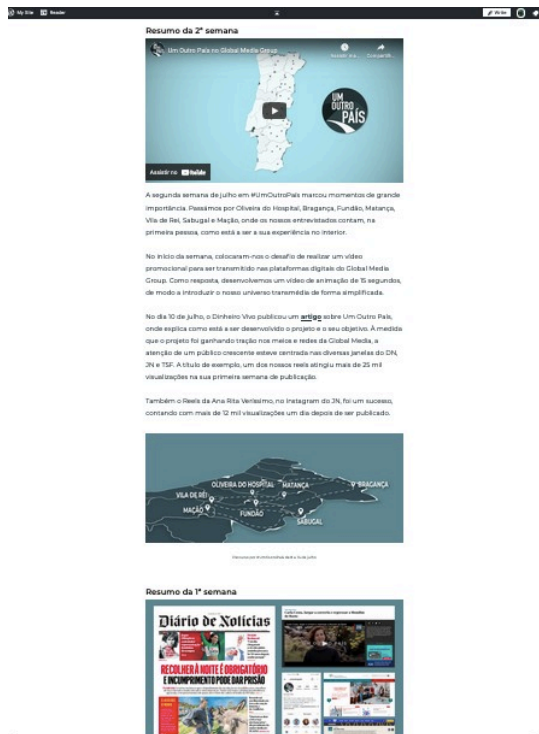 My Site
Reader
Write
Resumo da 2ª semana
Um Outro País no Global Media Group
UM
OUTRO
PAÍS
Assistir no YouTube
A segunda semana de julho em #UmOutroPaís marcou momentos de grande
importância. Passámos por Oliveira do Hospital, Bragança, Fundão, Matança,
Vila de Rei, Sabugal e Mação, onde os nossos entrevistados contam, na
primeira pessoa, como está a ser a sua experiência no interior.
No início da semana, colocaram-nos o desafio de realizar um vídeo
promocional para ser transmitido nas plataformas digitais do Global Media
Group. Como resposta, desenvolvemos um vídeo de animação de 15 segundos,
de modo a introduzir o nosso universo transmédia de forma simplificada.
No dia 10 de julho, o Dinheiro Vivo publicou um artigo sobre Um Outro País,
onde explica como está a ser desenvolvido o projeto e o seu objetivo. À medida
que o projeto foi ganhando tração nos meios e redes da Global Media, a
atenção de um público crescente esteve centrada nas diversas janelas do DN,
JN e TSF. A título de exemplo, um dos nossos reels atingiu mais de 25 mil
visualizações na sua primeira semana de publicação.
Também o Reels da Ana Rita Veríssimo, no Instagram do JN, foi um sucesso,
contando com mais de 12 mil visualizações um dia depois de ser publicado.
OLIVEIRA DO HOSPITAL
MATANÇA
BRAGANÇA
VILA DE REI
MAÇÃO
FUNDÃO
SABUGAL
Resumo da 1ª semana
Diário de Notícias
RECOLHER À NOITE É OBRIGATÓRIO
E INCUMPRIMENTO PODE DAR PRISÃO